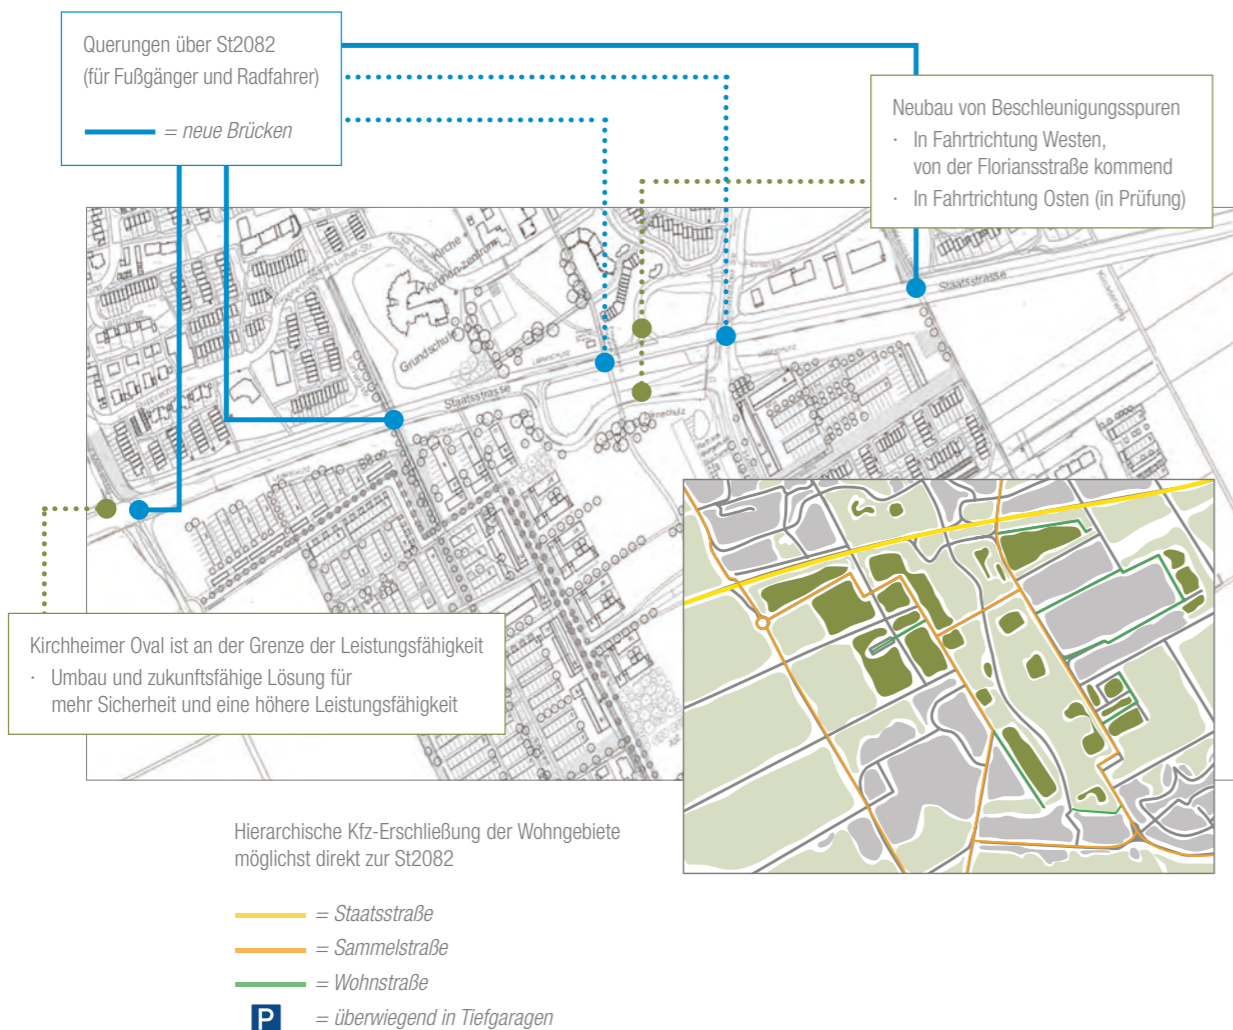 Querungen über St2082
(für Fußgänger und Radfahrer)
= neue Brücken
Neubau von Beschleunigungsspuren
· In Fahrtrichtung Westen,
von der Floriansstraße kommend
· In Fahrtrichtung Osten (in Prüfung)
Kirche
Kirchen-zentrum
Grundschule
Staatsstrasse
Staatsstrasse
Kirchheimer Oval ist an der Grenze der Leistungsfähigkeit
· Umbau und zukunftsfähige Lösung für
mehr Sicherheit und eine höhere Leistungsfähigkeit
Hierarchische Kfz-Erschließung der Wohngebiete
möglichst direkt zur St2082
= Staatsstraße
= Sammelstraße
= Wohnstraße
P = überwiegend in Tiefgaragen